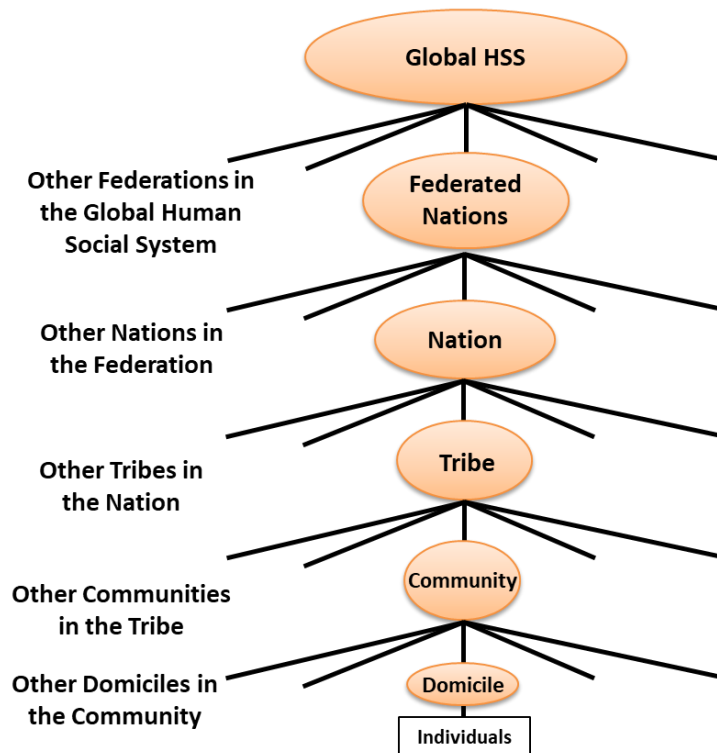 Global HSS
Other Federations in
the Global Human
Social System
Federated
Nations
Other Nations in
the Federation
Nation
Other Tribes in
the Nation
Tribe
Other Communities
in the Tribe
Community
Other Domiciles in
the Community
Domicile
Individuals